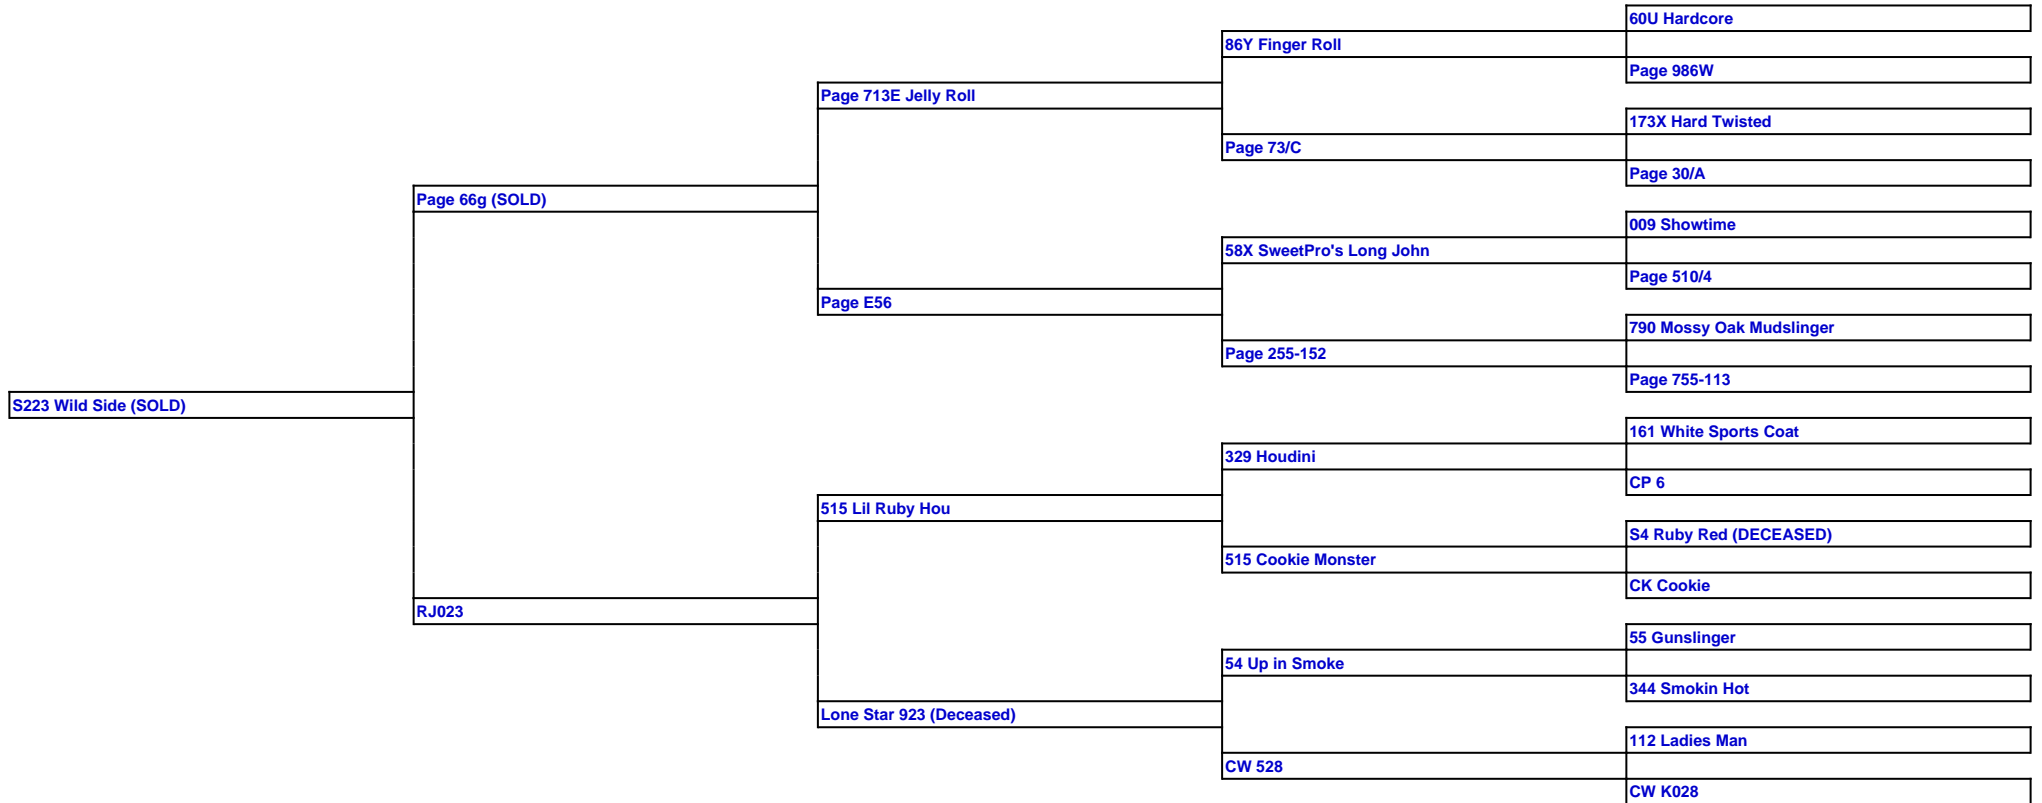 60U Hardcore
86Y Finger Roll
Page 986W
Page 713E Jelly Roll
173X Hard Twisted
Page 73/C
Page 30/A
Page 66g (SOLD)
009 Showtime
58X SweetPro's Long John
Page 510/4
Page E56
790 Mossy Oak Mudslinger
Page 255-152
Page 755-113
S223 Wild Side (SOLD)
161 White Sports Coat
329 Houdini
CP 6
515 Lil Ruby Hou
S4 Ruby Red (DECEASED)
515 Cookie Monster
CK Cookie
RJ023
55 Gunslinger
54 Up in Smoke
344 Smokin Hot
Lone Star 923 (Deceased)
112 Ladies Man
CW 528
CW K028